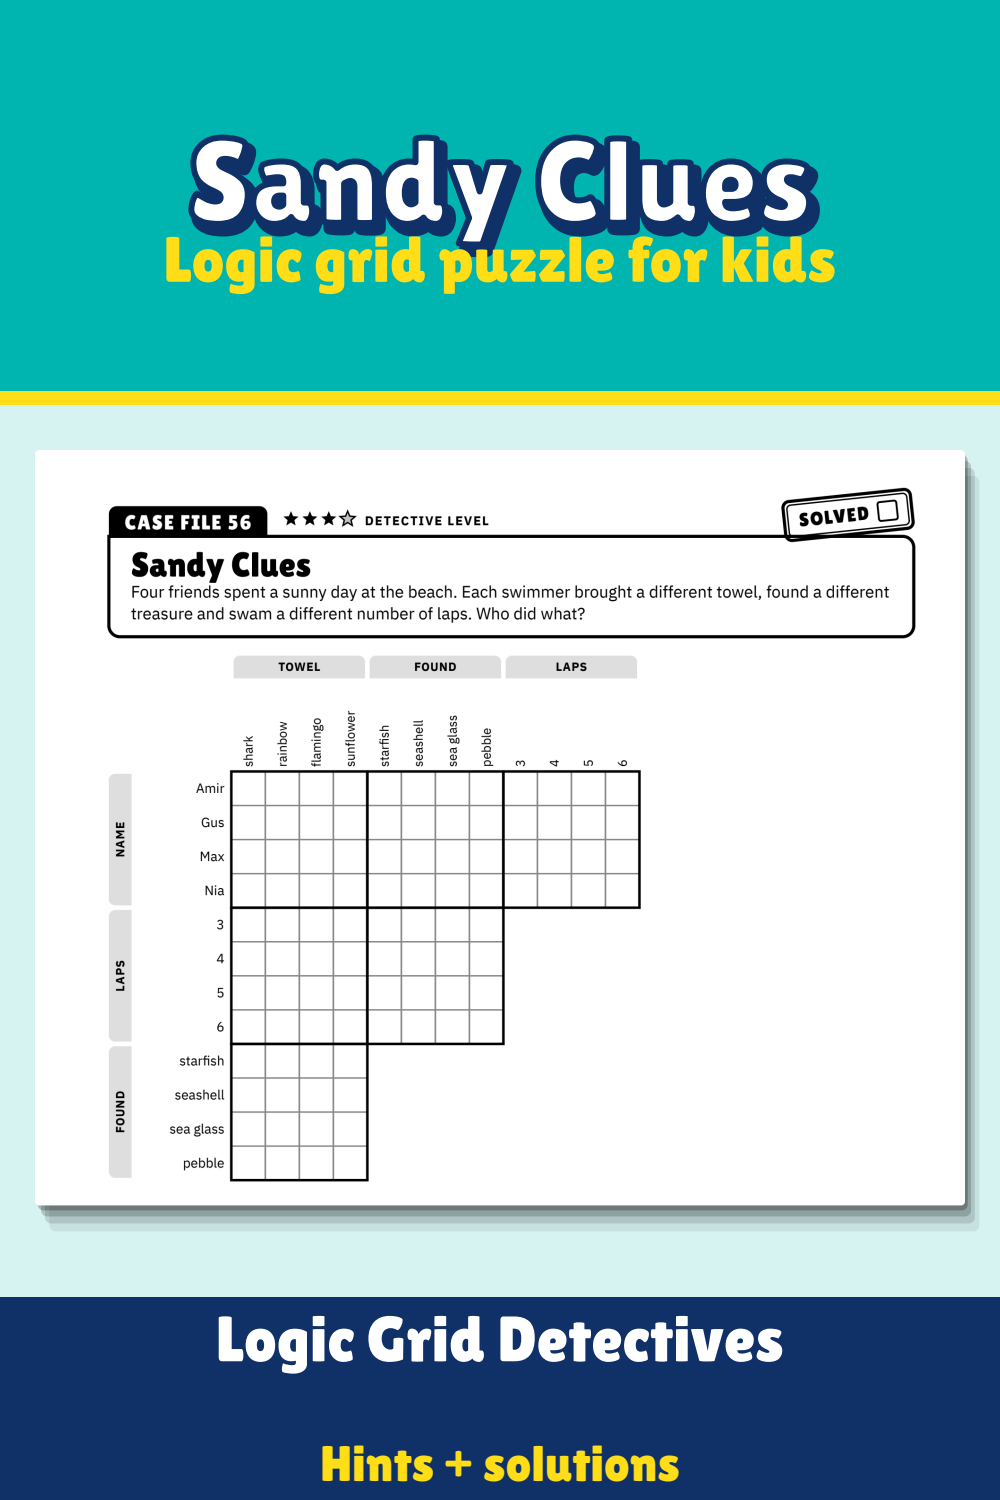 Sandy Clues
Logic grid puzzle for kids
CASE FILE 56
DETECTIVE LEVEL
SOLVED
Sandy Clues
Four friends spent a sunny day at the beach. Each swimmer brought a different towel, found a different
treasure and swam a different number of laps. Who did what?
TOWEL FOUND LAPS
shark rainbow flamingo sunflower starfish seashell sea glass pebble 3 4 5 6
NAME
Amir
Gus
Max
Nia
LAPS
3
4
5
6
FOUND
starfish
seashell
sea glass
pebble
Logic Grid Detectives
Hints + solutions